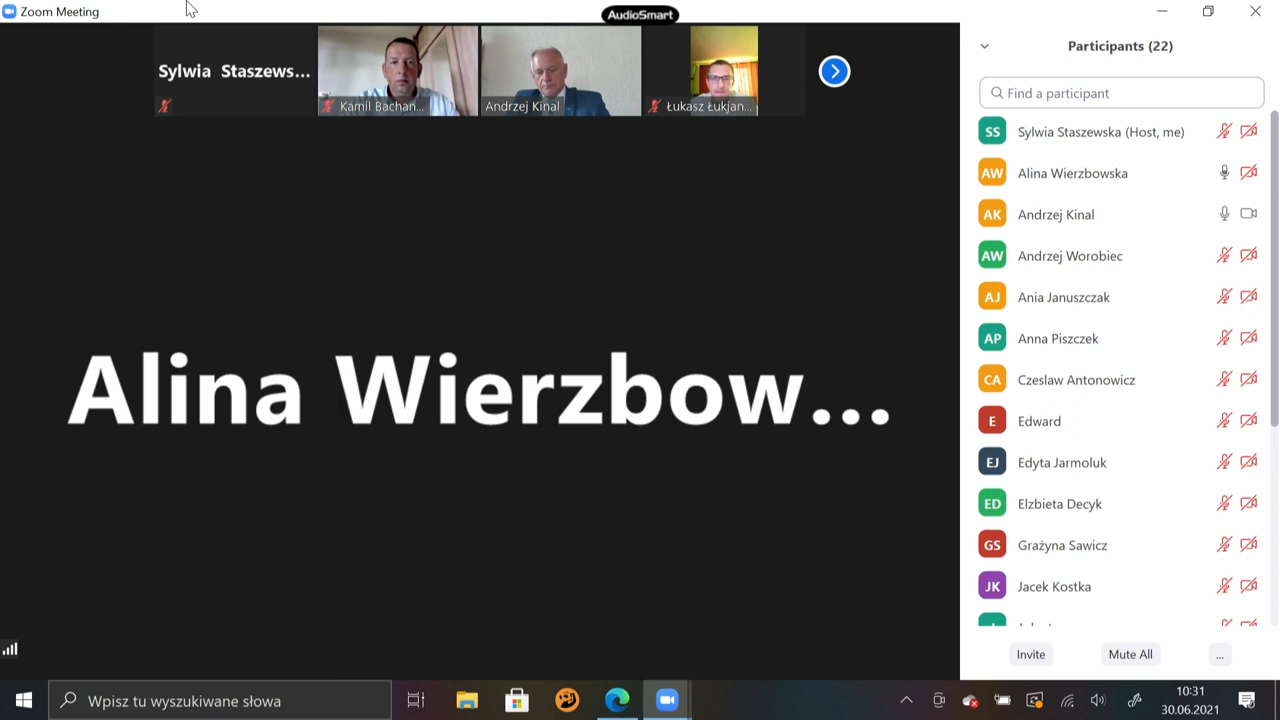 Zoom Meeting
AudioSmart
Sylwia Staszews...
Kamil Bachan...
Andrzej Kinal
Łukasz Łukjan...
Alina Wierzbow...
Participants (22)
Find a participant
SS Sylwia Staszewska (Host, me)
AW Alina Wierzbowska
AK Andrzej Kinal
AW Andrzej Worobiec
AJ Ania Januszczak
AP Anna Piszczek
CA Czeslaw Antonowicz
E Edward
EJ Edyta Jarmoluk
ED Elzbieta Decyk
GS Grażyna Sawicz
JK Jacek Kostka
Invite
Mute All
...
Wpisz tu wyszukiwane słowa
10:31
30.06.2021